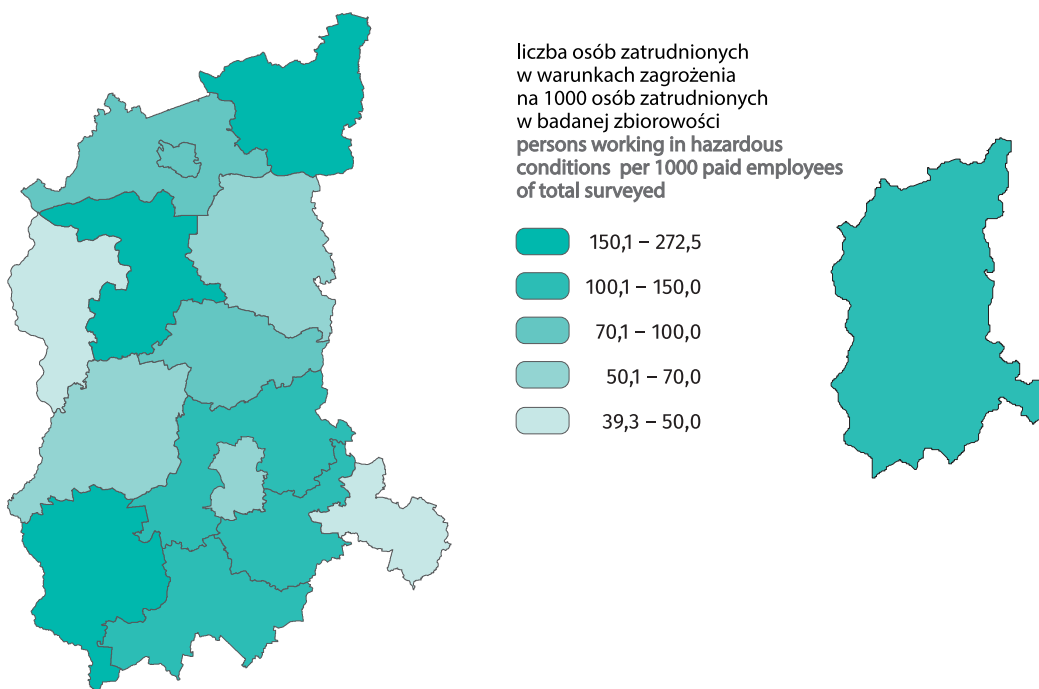 liczba osób zatrudnionych
w warunkach zagrożenia
na 1000 osób zatrudnionych
w badanej zbiorowości
persons working in hazardous
conditions per 1000 paid employees
of total surveyed
150,1 – 272,5
100,1 – 150,0
70,1 – 100,0
50,1 – 70,0
39,3 – 50,0